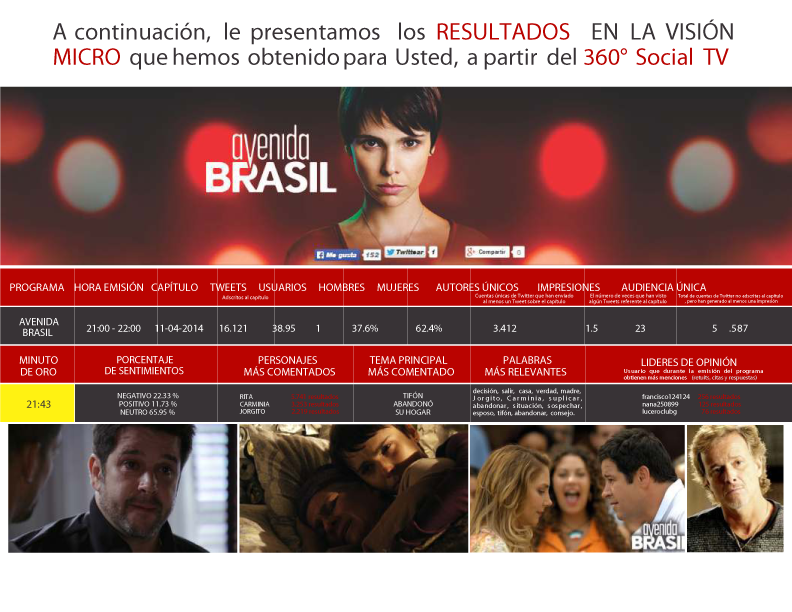 A continuación, le presentamos los RESULTADOS EN LA VISIÓN
MICRO que hemos obtenido para Usted, a partir del 360° Social TV
avenida
BRASIL
Me gusta 152 Twittear 1 Compartir 6
PROGRAMA HORA EMISIÓN CAPÍTULO TWEETS USUARIOS HOMBRES MUJERES AUTORES ÚNICOS IMPRESIONES AUDIENCIA ÚNICA
Adscritos al capítulo
Cuentas únicas de Twitter que han enviado
al menos un Tweet sobre el capítulo
El número de veces que han visto
algún Tweets referente al capítulo
Total de cuentas de Twitter no adscritas al capítulo
, pero han generado al menos una impresión
AVENIDA
BRASIL
21:00 - 22:00 11-04-2014 16.121 38.95 1 37.6% 62.4% 3.412 1.5 23 5 .587
MINUTO
DE ORO
PORCENTAJE
DE SENTIMIENTOS
PERSONAJES
MÁS COMENTADOS
TEMA PRINCIPAL
MÁS COMENTADO
PALABRAS
MÁS RELEVANTES
LIDERES DE OPINIÓN
Usuario que durante la emisión del programa
obtienen más menciones (retuits, citas y respuestas)
21:43
NEGATIVO 22.33 %
POSITIVO 11.73 %
NEUTRO 65.95 %
RITA
CARMINIA
JORGITO
TIFÓN
ABANDONÓ
SU HOGAR
decisión, salir, casa, verdad, madre,
Jorgito, Carminia, suplicar,
abandonar, situación, sospechar,
esposo, tifón, abandonar, consejo.
francisco124124
nana250899
luceroclubg
avenida
BRASIL